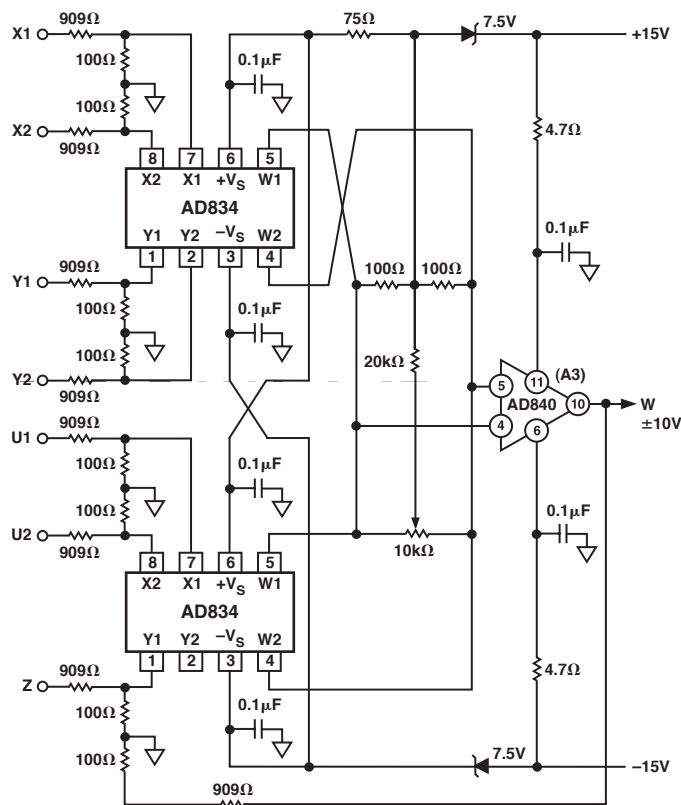 X1
909Ω
100Ω
100Ω
X2
909Ω
0.1µF
75Ω
7.5V
+15V
4.7Ω
8 7 6 5
X2 X1 +VS W1
AD834
Y1 Y2 –VS W2
1 2 3 4
0.1µF
909Ω
Y1
100Ω
100Ω
Y2
909Ω
0.1µF
100Ω 100Ω
20kΩ
5
11
(A3)
AD840
10
4
6
W
±10V
909Ω
U1
100Ω
100Ω
U2
909Ω
0.1µF
10kΩ
0.1µF
8 7 6 5
X2 X1 +VS W1
AD834
Y1 Y2 –VS W2
1 2 3 4
909Ω
Z
100Ω
100Ω
0.1µF
4.7Ω
7.5V
–15V
909Ω